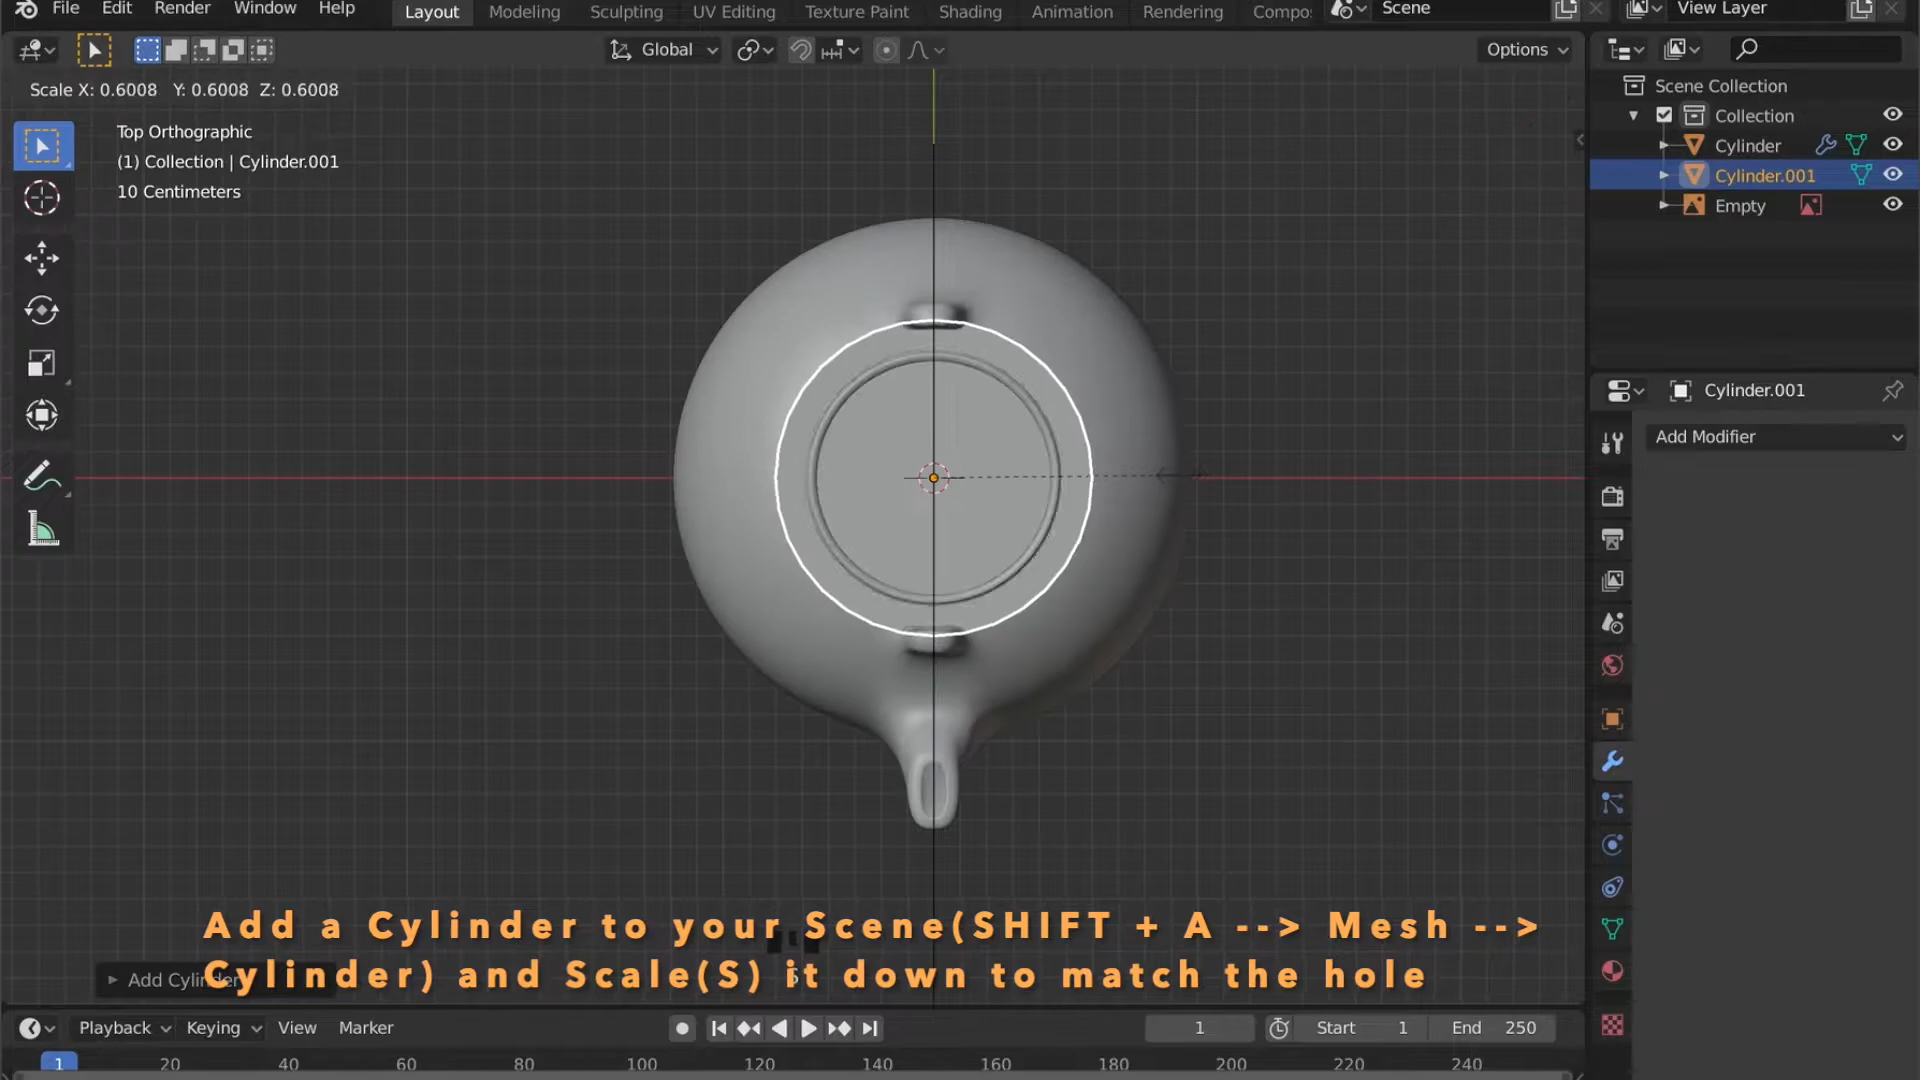 File Edit Render Window Help Layout Modeling Sculpting UV Editing Texture Paint Shading Animation Rendering Compo Scene View Layer
Global Options
Scale X: 0.6008 Y: 0.6008 Z: 0.6008
Top Orthographic
(1) Collection | Cylinder.001
10 Centimeters
Scene Collection
Collection
Cylinder
Cylinder.001
Empty
Cylinder.001
Add Modifier
Add a Cylinder to your Scene(SHIFT + A --> Mesh -->
Cylinder) and Scale(S) it down to match the hole
Add Cylinder
Playback Keying View Marker 1 Start 1 End 250
1 20 40 60 80 100 120 140 160 180 200 220 240